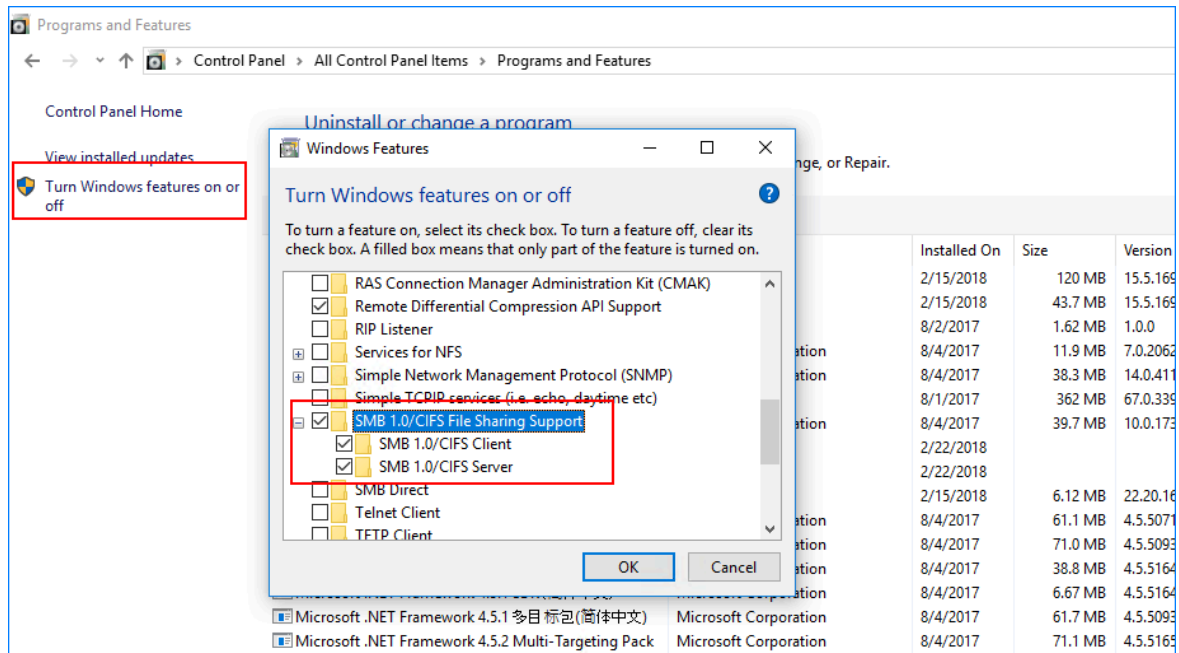 Programs and Features
Control Panel > All Control Panel Items > Programs and Features
Control Panel Home
Uninstall or change a program
View installed updates
Turn Windows features on or
off
nge, or Repair.
Windows Features
Turn Windows features on or off
To turn a feature on, select its check box. To turn a feature off, clear its
check box. A filled box means that only part of the feature is turned on.
RAS Connection Manager Administration Kit (CMAK)
Remote Differential Compression API Support
RIP Listener
Services for NFS
Simple Network Management Protocol (SNMP)
Simple TCPIP services (i.e. echo, daytime etc)
SMB 1.0/CIFS File Sharing Support
SMB 1.0/CIFS Client
SMB 1.0/CIFS Server
SMB Direct
Telnet Client
TFTP Client
OK Cancel
Installed On Size Version
2/15/2018 120 MB 15.5.169
2/15/2018 43.7 MB 15.5.169
8/2/2017 1.62 MB 1.0.0
ation 8/4/2017 11.9 MB 7.0.2062
ation 8/4/2017 38.3 MB 14.0.411
8/1/2017 362 MB 67.0.339
ation 8/4/2017 39.7 MB 10.0.173
2/22/2018
2/22/2018
2/15/2018 6.12 MB 22.20.16
ation 8/4/2017 61.1 MB 4.5.5071
ation 8/4/2017 71.0 MB 4.5.5093
ation 8/4/2017 38.8 MB 4.5.5164
8/4/2017 6.67 MB 4.5.5164
Microsoft .NET Framework 4.5.1 多目标包(简体中文) Microsoft Corporation 8/4/2017 61.7 MB 4.5.5093
Microsoft .NET Framework 4.5.2 Multi-Targeting Pack Microsoft Corporation 8/4/2017 71.1 MB 4.5.5165